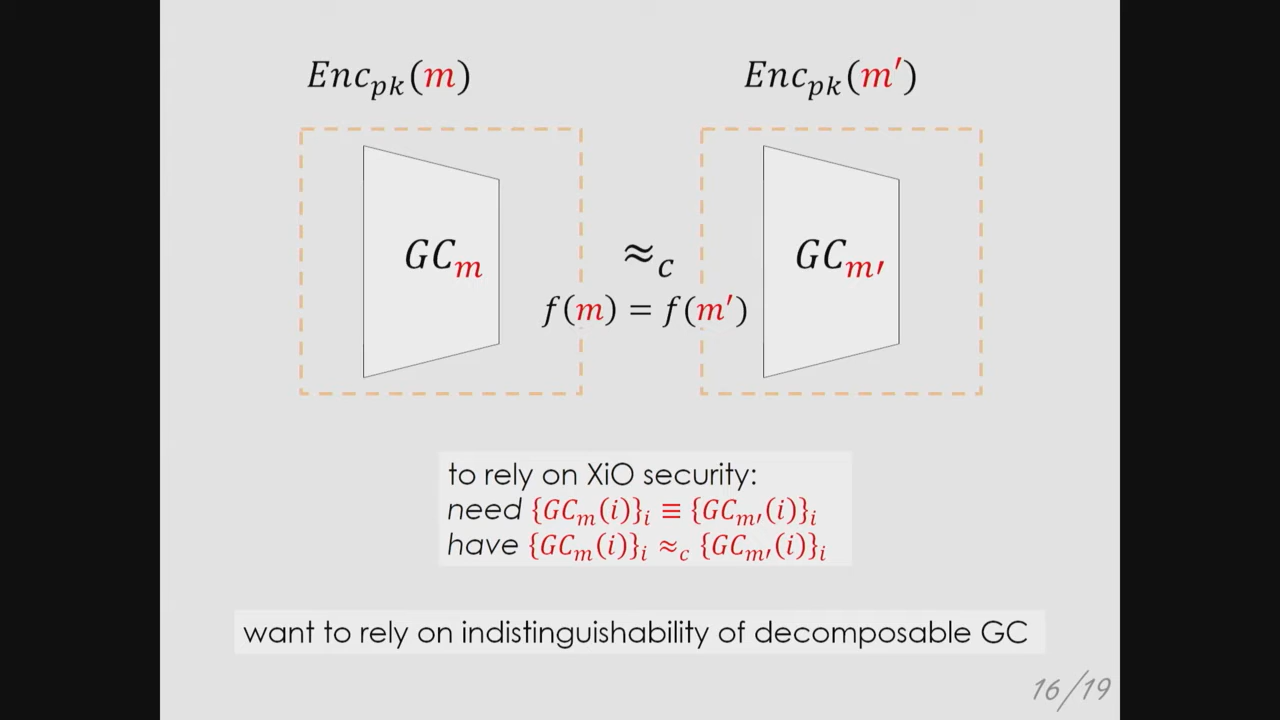 Enc_pk(m)
Enc_pk(m′)
GC_m
≈_c
GC_m′
f(m) = f(m′)
to rely on XiO security:
need {GC_m(i)}_i ≡ {GC_m′(i)}_i
have {GC_m(i)}_i ≈_c {GC_m′(i)}_i
want to rely on indistinguishability of decomposable GC
16/19